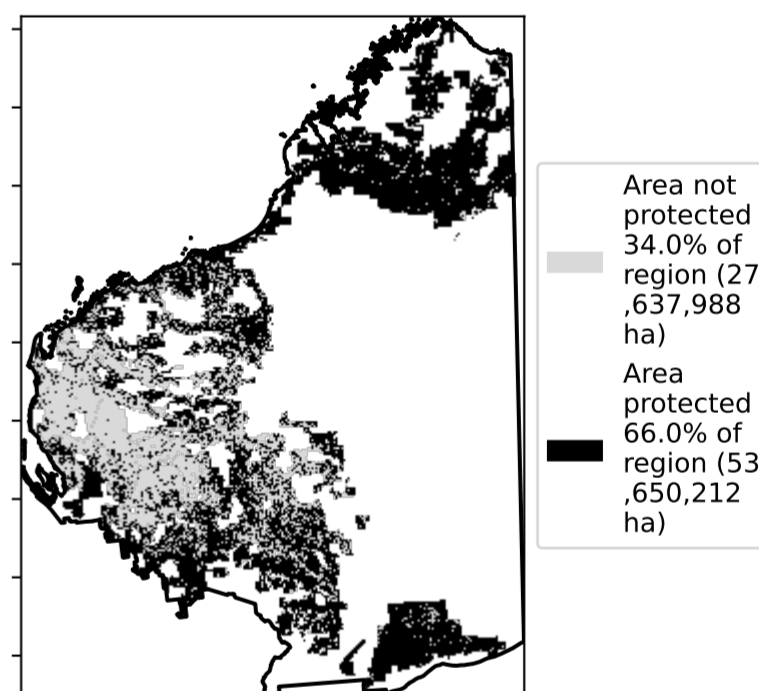 Area not
protected
34.0% of
region (27
,637,988
ha)
Area
protected
66.0% of
region (53
,650,212
ha)